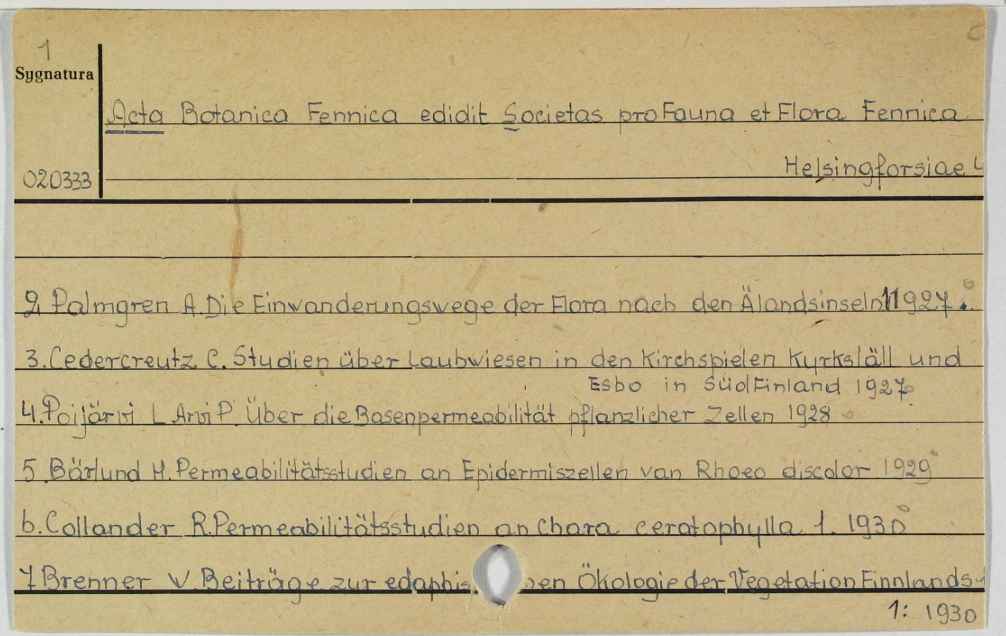 1
Sygnatura
Acta Botanica Fennica edidit Societas pro Fauna et Flora Fennica.
020333
Helsingforsiae
2. Palmgren A. Die Einwanderungswege der Flora nach den Älandsinseln 1927.
3. Cedercreutz C. Studien über Laubwiesen in den Kirchspielen Kyrkslätt und
Esbo in SüdFinland 1927.
4. Poijärvi L. Arvi P. Über die Basenpermeabilität pflanzlicher Zellen 1928
5. Bärlund H. Permeabilitätsstudien an Epidermiszellen van Rhoeo discolor 1929
6. Collander R. Permeabilitätsstudien an Chara ceratophylla 1. 1930
7 Brenner W. Beiträge zur edaphis en Ökologie der Vegetation Finnlands
1: 1930